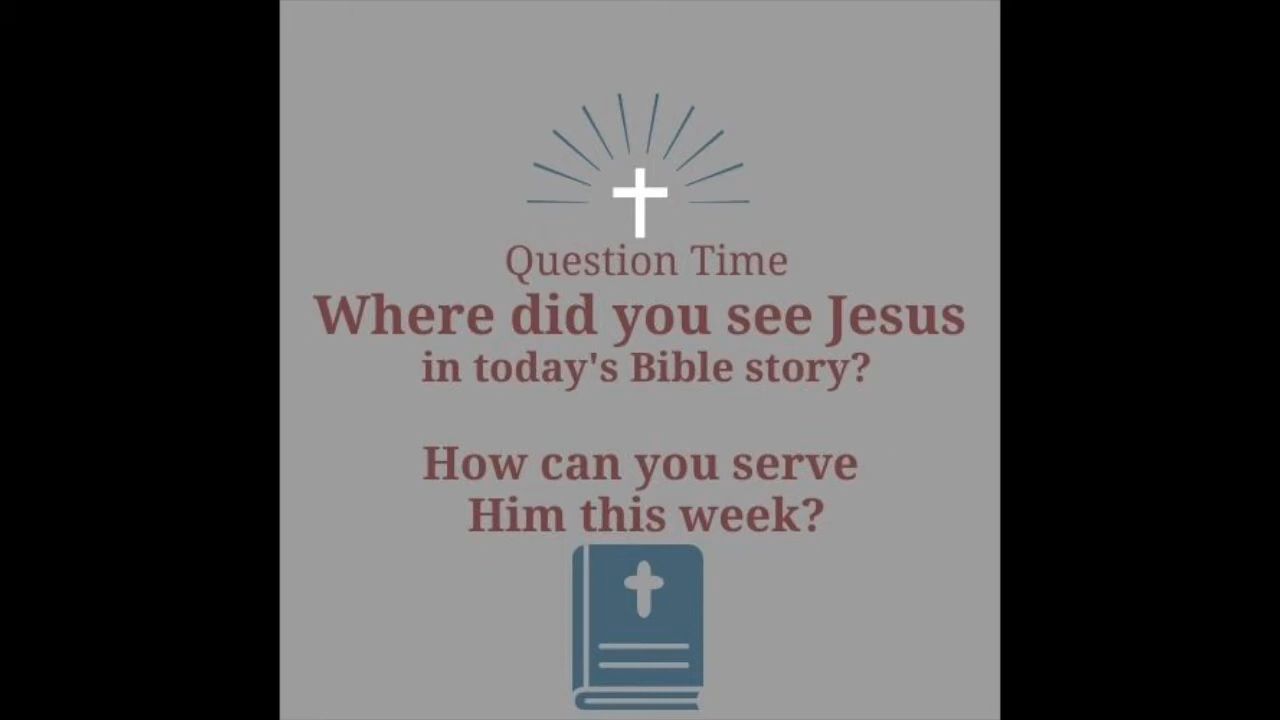 Question Time
Where did you see Jesus
in today's Bible story?
How can you serve
Him this week?